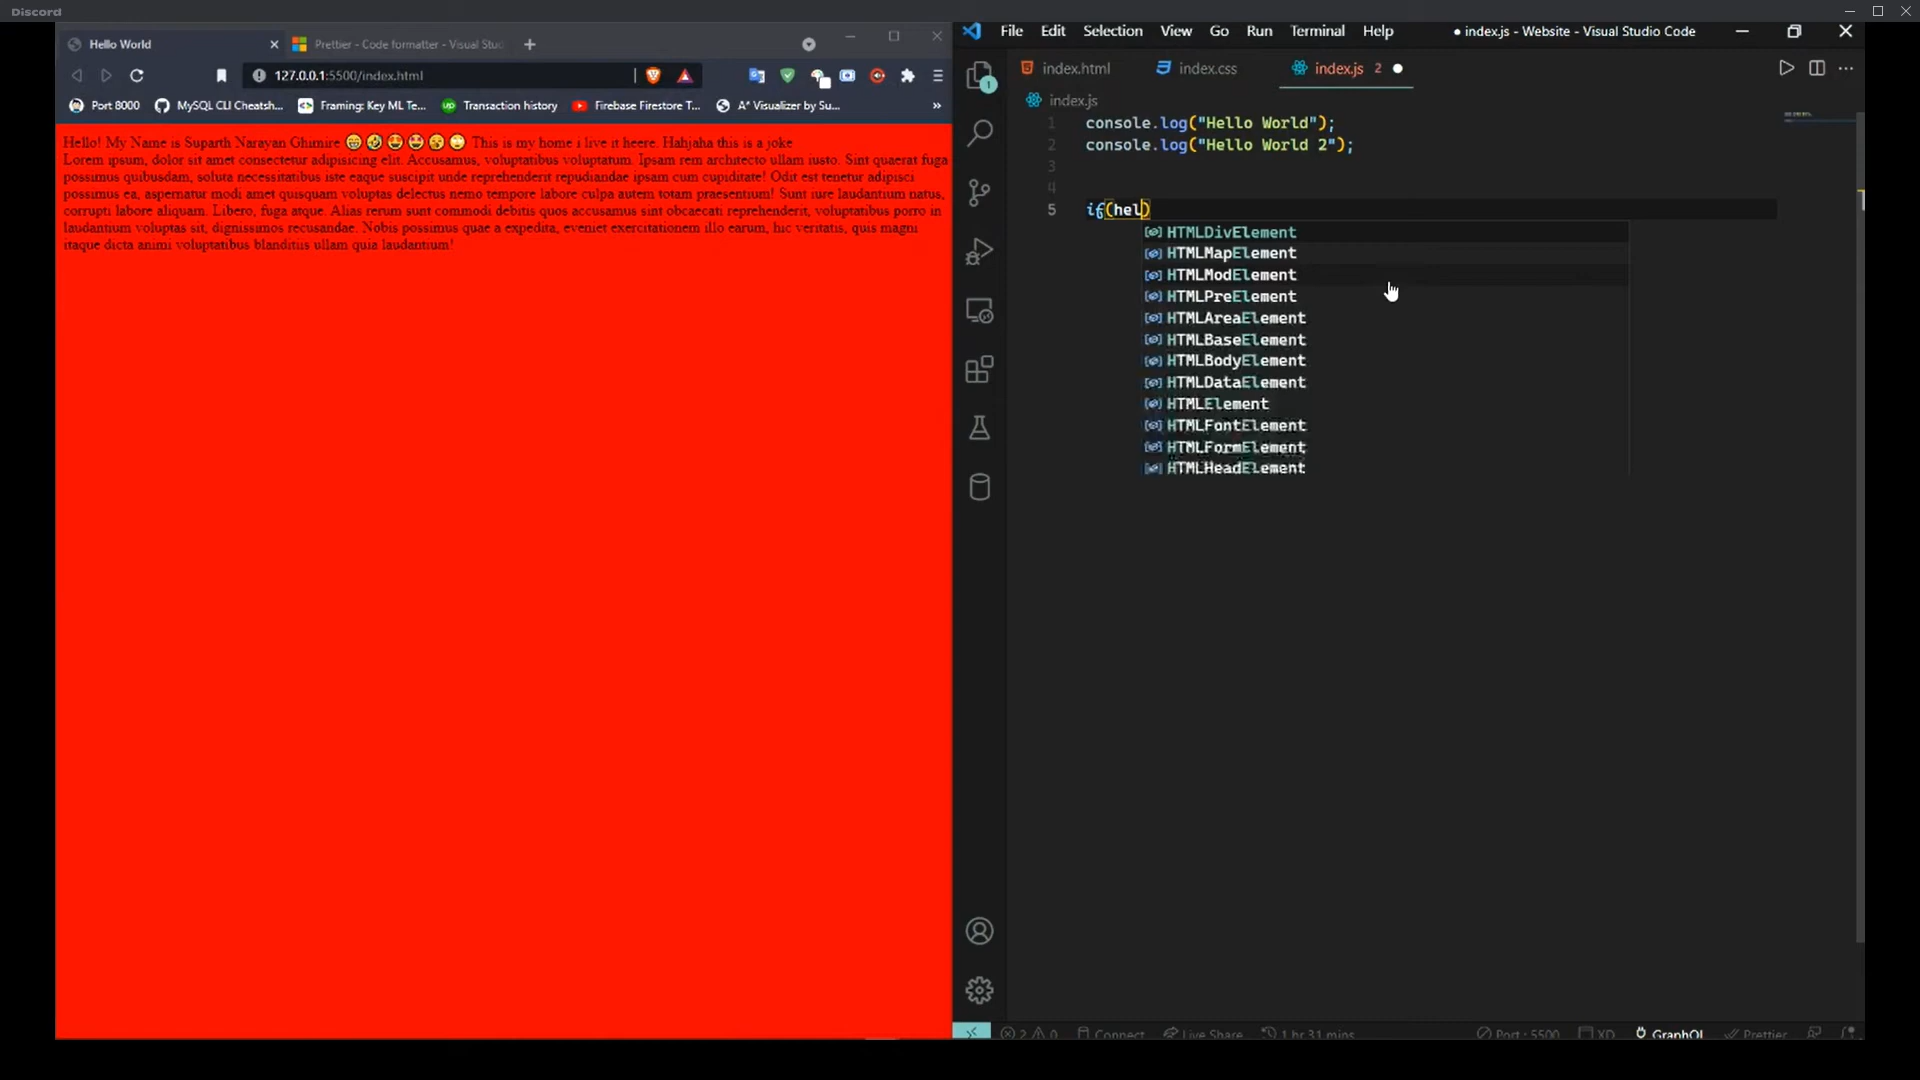 Discord
Hello World
Prettier - Code formatter - Visual Stu
127.0.0.1:5500/index.html
Port 8000
MySQL CLI Cheatsh...
Framing: Key ML Te...
Transaction history
Firebase Firestore T...
A* Visualizer by Su...
»
Hello! My Name is Suparth Narayan Ghimire 😁 🤣 🤩 🤩 😵 🙄 This is my home i live it heere. Hahjaha this is a joke
Lorem ipsum, dolor sit amet consectetur adipisicing elit. Accusamus, voluptatibus voluptatum. Ipsam rem architecto ullam iusto. Sint quaerat fuga
possimus quibusdam, soluta necessitatibus iste eaque suscipit unde reprehenderit repudiandae ipsam cum cupiditate! Odit est tenetur adipisci
possimus ea, aspernatur modi amet quisquam voluptas delectus nemo tempore labore culpa autem totam praesentium! Sunt iure laudantium natus,
corrupti labore aliquam. Libero, fuga atque. Alias rerum sunt commodi debitis quos accusamus sint obcaecati reprehenderit, voluptatibus porro in
laudantium voluptas sit, dignissimos recusandae. Nobis possimus quae a expedita, eveniet exercitationem illo earum, hic veritatis, quis magni
itaque dicta animi voluptatibus blanditiis ullam quia laudantium!
File Edit Selection View Go Run Terminal Help
● index.js - Website - Visual Studio Code
index.html
index.css
index.js 2 ●
1
index.js
1 console.log("Hello World");
2 console.log("Hello World 2");
3
4
5 if(hel)
HTMLDivElement
HTMLMapElement
HTMLModElement
HTMLPreElement
HTMLAreaElement
HTMLBaseElement
HTMLBodyElement
HTMLDataElement
HTMLElement
HTMLFontElement
HTMLFormElement
HTMLHeadElement
2 0 Connect Live Share 1 hr 31 mins Port : 5500 XD GraphQL Prettier